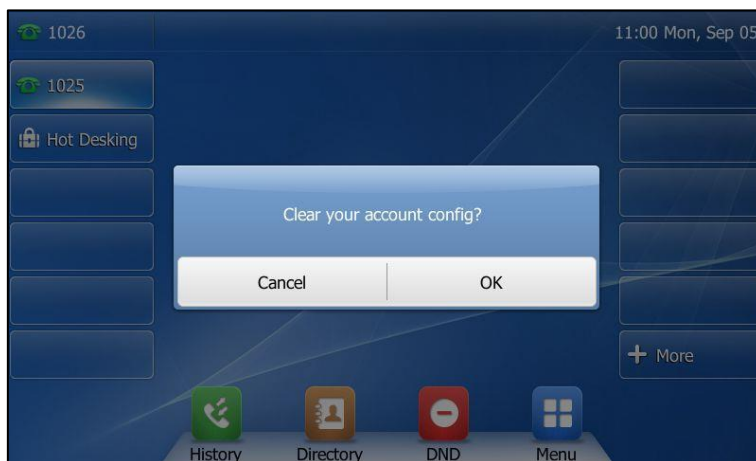 1026
11:00 Mon, Sep 05
1025
Hot Desking
Clear your account config?
Cancel
OK
More
History
Directory
DND
Menu